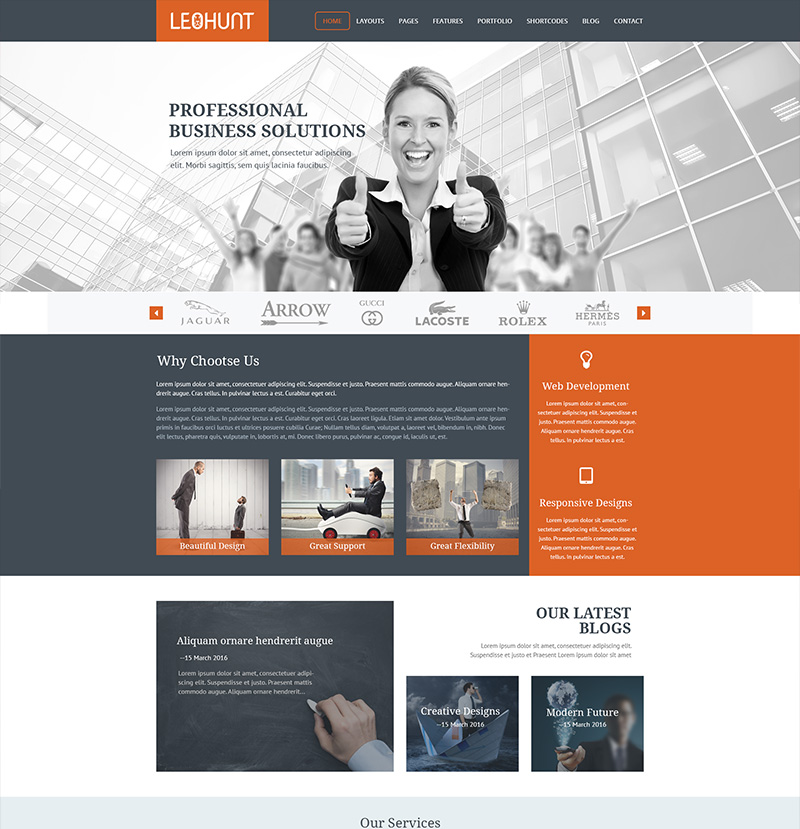 LEOHUNT
HOME LAYOUTS PAGES FEATURES PORTFOLIO SHORTCODES BLOG CONTACT
PROFESSIONAL
BUSINESS SOLUTIONS
Lorem ipsum dolor sit amet, consectetur adipiscing
elit. Morbi sagittis, sem quis lacinia faucibus.
JAGUAR
ARROW
GUCCI
LACOSTE
ROLEX
HERMÈS
PARIS
Why Chootse Us
Lorem ipsum dolor sit amet, consectetuer adipiscing elit. Suspendisse et justo. Praesent mattis commodo augue. Aliquam ornare hen-
drerit augue. Cras tellus. In pulvinar lectus a est. Curabitur eget orci.
Lorem ipsum dolor sit amet, consectetuer adipiscing elit. Suspendisse et justo. Praesent mattis commodo augue. Aliquam ornare hen-
drerit augue. Cras tellus. In pulvinar lectus a est. Curabitur eget orci. Cras laoreet ligula. Etiam sit amet dolor. Vestibulum ante ipsum
primis in faucibus orci luctus et ultrices posuere cubilia Curae; Nullam tellus diam, volutpat a, laoreet vel, bibendum in, nibh. Donec
elit lectus, pharetra quis, vulputate in, lobortis at, mi. Donec libero purus, pulvinar ac, congue id, iaculis ut, est.
Beautiful Design
Great Support
Great Flexibility
Web Development
Lorem ipsum dolor sit amet, con-
sectetuer adipiscing elit. Suspendisse et
justo. Praesent mattis commodo augue.
Aliquam ornare hendrerit augue. Cras
tellus. In pulvinar lectus a est.
Responsive Designs
Lorem ipsum dolor sit amet, con-
sectetuer adipiscing elit. Suspendisse et
justo. Praesent mattis commodo augue.
Aliquam ornare hendrerit augue. Cras
tellus. In pulvinar lectus a est.
Aliquam ornare hendrerit augue
--15 March 2016
Lorem ipsum dolor sit amet, consectetuer adipi-
scing elit. Suspendisse et justo. Praesent mattis
commodo augue. Aliquam ornare hendrerit...
OUR LATEST
BLOGS
Lorem ipsum dolor sit amet, consectetuer adipiscing elit.
Suspendisse et justo et Praesent Lorem ipsum dolor sit amet
Creative Designs
--15 March 2016
Modern Future
--15 March 2016
Our Services